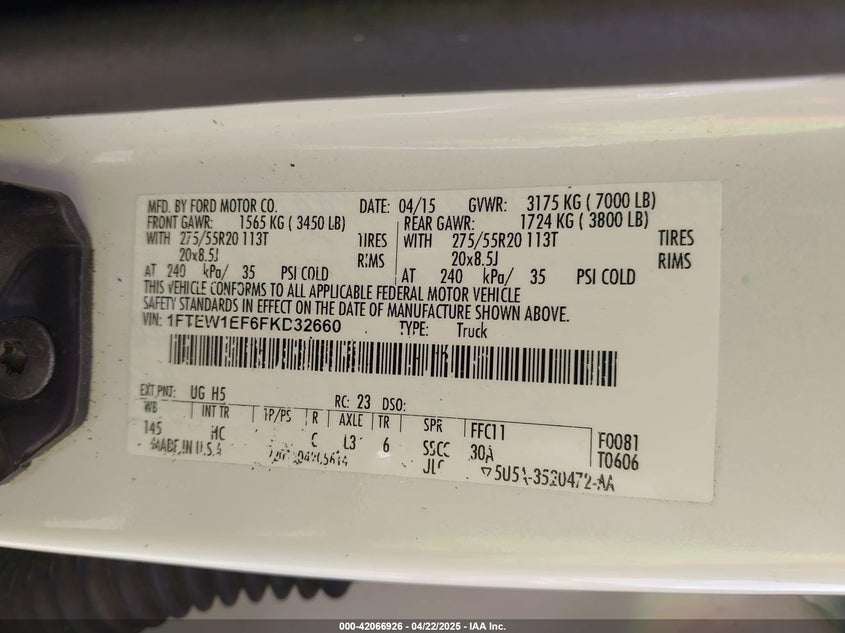 MFD. BY FORD MOTOR CO. DATE: 04/15 GVWR: 3175 KG ( 7000 LB)
FRONT GAWR: 1565 KG ( 3450 LB) REAR GAWR: 1724 KG ( 3800 LB)
WITH 275/55R20 113T TIRES WITH 275/55R20 113T TIRES
20x8.5J RIMS 20x8.5J RIMS
AT 240 kPa/ 35 PSI COLD AT 240 kPa/ 35 PSI COLD
THIS VEHICLE CONFORMS TO ALL APPLICABLE FEDERAL MOTOR VEHICLE
SAFETY STANDARDS IN EFFECT ON THE DATE OF MANUFACTURE SHOWN ABOVE.
VIN: 1FTEW1EF6FKD32660 TYPE: Truck
EXT PNT: UG H5 RC: 23 DSO:
WB INT TR TP/PS R AXLE TR SPR FFC11 F0081
145 HC C L3 6 SSCC 30A T0606
MADE IN U.S.A.
000-42066926 - 04/22/2025 - IAA Inc.